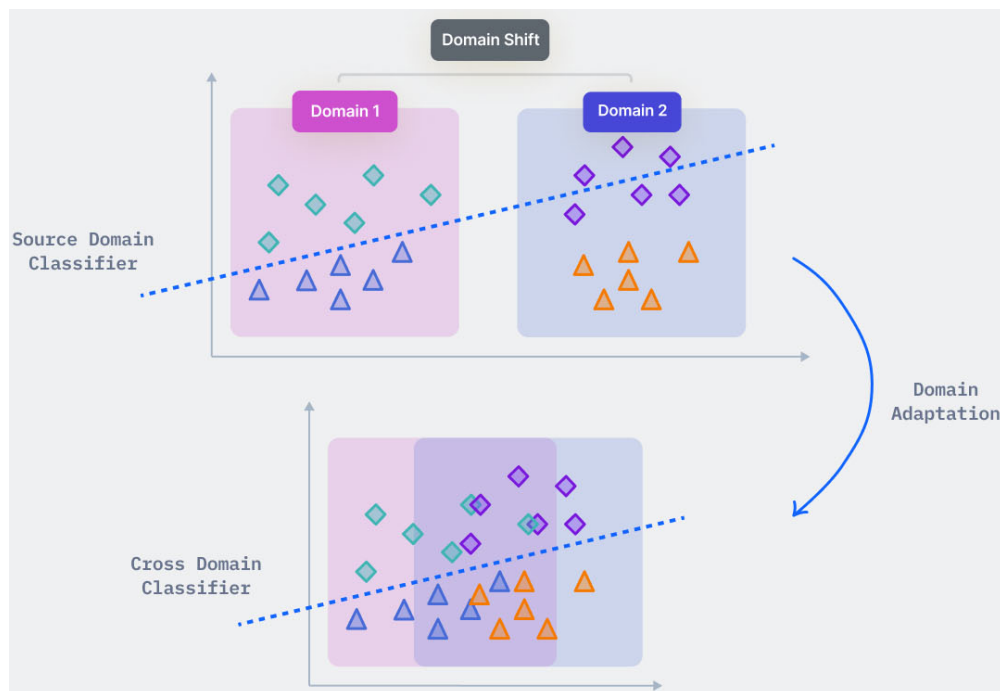 Domain Shift
Domain 1
Domain 2
Source Domain
Classifier
Domain
Adaptation
Cross Domain
Classifier